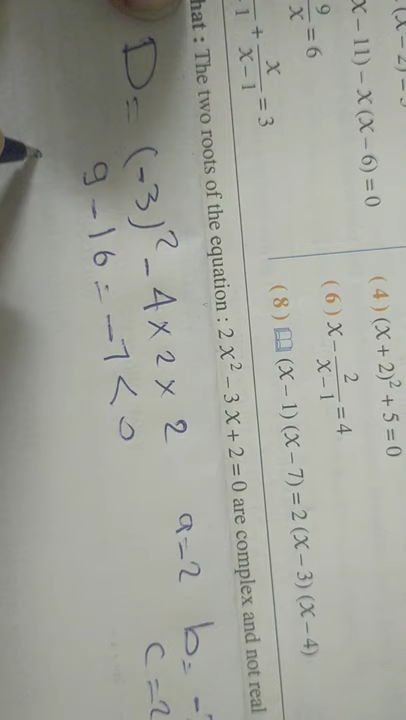 (x − 2) −
x − 11) − x (x − 6) = 0
(4) (x + 2)² + 5 = 0
9/x = 6
(6) x − 2/(x − 1) = 4
1 + x/(x − 1) = 3
(8) (x − 1) (x − 7) = 2 (x − 3) (x − 4)
hat : The two roots of the equation : 2 x² − 3 x + 2 = 0 are complex and not real
a = 2 b = -
c = 2
D = (-3)² - 4 × 2 × 2
9 - 16 = -7 < 0